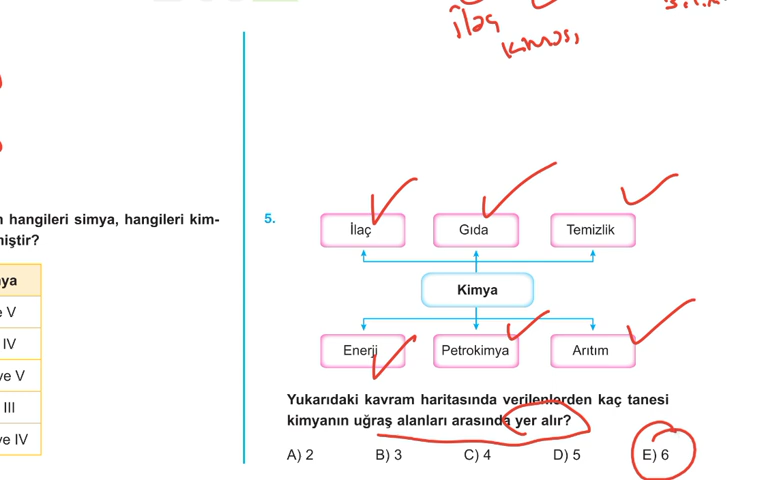 İlaç
kimyası
n hangileri simya, hangileri kim-
niştir?
ya
e V
IV
ve V
III
ve IV
5.
İlaç
Gıda
Temizlik
Kimya
Enerji
Petrokimya
Arıtım
Yukarıdaki kavram haritasında verilenlerden kaç tanesi
kimyanın uğraş alanları arasında yer alır?
A) 2 B) 3 C) 4 D) 5 E) 6